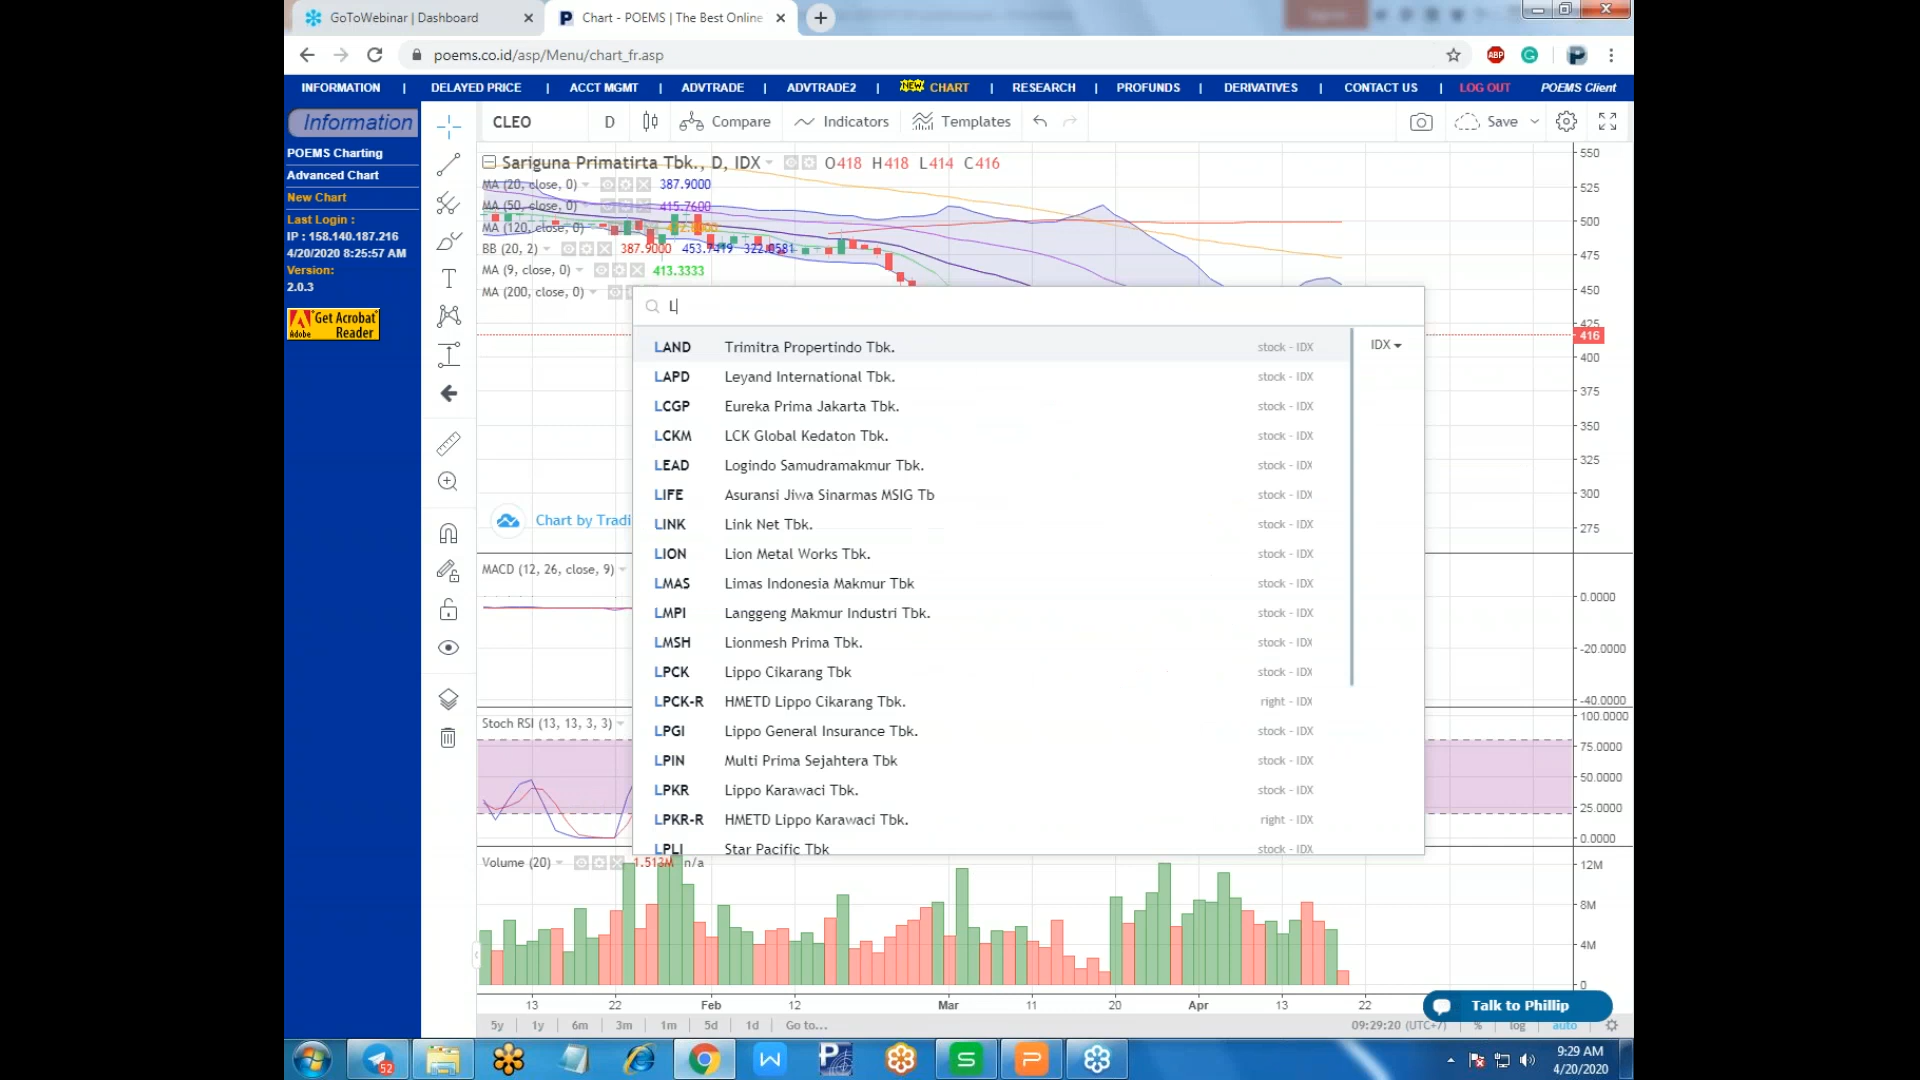 GoToWebinar | Dashboard
Chart - POEMS | The Best Online
poems.co.id/asp/Menu/chart_fr.asp
ABP
INFORMATION | DELAYED PRICE | ACCT MGMT | ADVTRADE | ADVTRADE2 | NEW CHART | RESEARCH | PROFUNDS | DERIVATIVES | CONTACT US | LOG OUT POEMS Client
Information
POEMS Charting
Advanced Chart
New Chart
Last Login :
IP : 158.140.187.216
4/20/2020 8:25:57 AM
Version:
2.0.3
Get Acrobat
Adobe Reader
CLEO D Compare Indicators Templates Save
Sariguna Primatirta Tbk., D, IDX O418 H418 L414 C416
MA (20, close, 0) 387.9000
MA (50, close, 0) 415.7600
MA (120, close, 0)
BB (20, 2) 387.9000 453.7419 322.0581
MA (9, close, 0) 413.3333
MA (200, close, 0)
L
IDX
LAND Trimitra Propertindo Tbk. stock - IDX
LAPD Leyand International Tbk. stock - IDX
LCGP Eureka Prima Jakarta Tbk. stock - IDX
LCKM LCK Global Kedaton Tbk. stock - IDX
LEAD Logindo Samudramakmur Tbk. stock - IDX
LIFE Asuransi Jiwa Sinarmas MSIG Tb stock - IDX
LINK Link Net Tbk. stock - IDX
LION Lion Metal Works Tbk. stock - IDX
LMAS Limas Indonesia Makmur Tbk stock - IDX
LMPI Langgeng Makmur Industri Tbk. stock - IDX
LMSH Lionmesh Prima Tbk. stock - IDX
LPCK Lippo Cikarang Tbk stock - IDX
LPCK-R HMETD Lippo Cikarang Tbk. right - IDX
LPGI Lippo General Insurance Tbk. stock - IDX
LPIN Multi Prima Sejahtera Tbk stock - IDX
LPKR Lippo Karawaci Tbk. stock - IDX
LPKR-R HMETD Lippo Karawaci Tbk. right - IDX
LPLI Star Pacific Tbk stock - IDX
Chart by Tradi
MACD (12, 26, close, 9)
Stoch RSI (13, 13, 3, 3)
Volume (20) 1.513M n/a
550
525
500
475
450
425
416
400
375
350
325
300
275
0.0000
-20.0000
-40.0000
100.0000
75.0000
50.0000
25.0000
0.0000
12M
8M
4M
0
13 22 Feb 12 Mar 11 20 Apr 13 22
Talk to Phillip
5y 1y 6m 3m 1m 5d 1d Go to... 09:29:20 (UTC+7) % log auto
52
9:29 AM
4/20/2020